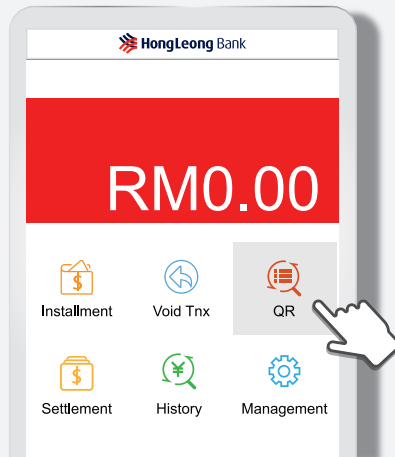 HongLeong Bank
RM0.00
Installment Void Tnx QR
Settlement History Management